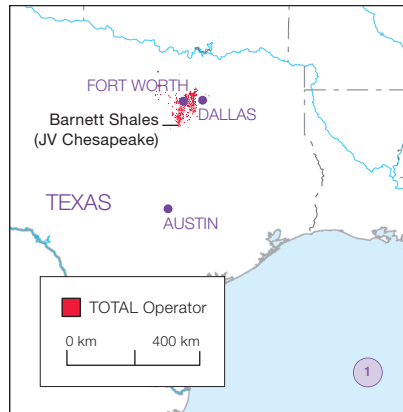 FORT WORTH
DALLAS
Barnett Shales
(JV Chesapeake)
TEXAS
AUSTIN
TOTAL Operator
0 km 400 km
1